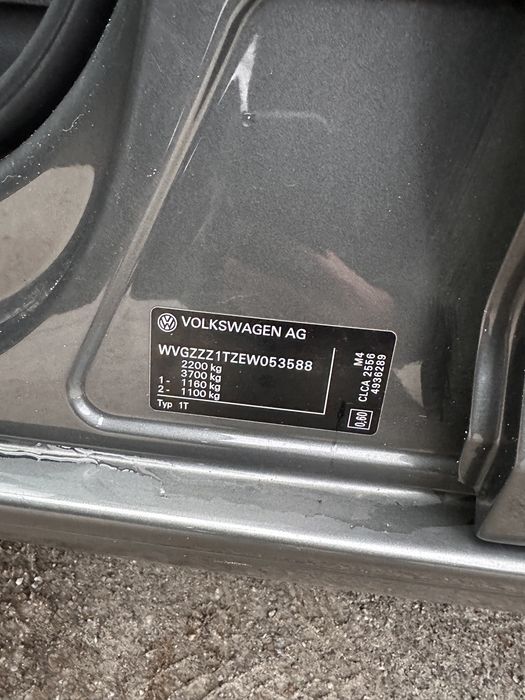 VOLKSWAGEN AG
WVGZZZ1TZEW053588
2200 kg
3700 kg
1 - 1160 kg
2 - 1100 kg
Typ 1T
M4
CLCA 2556
4936289
0,60